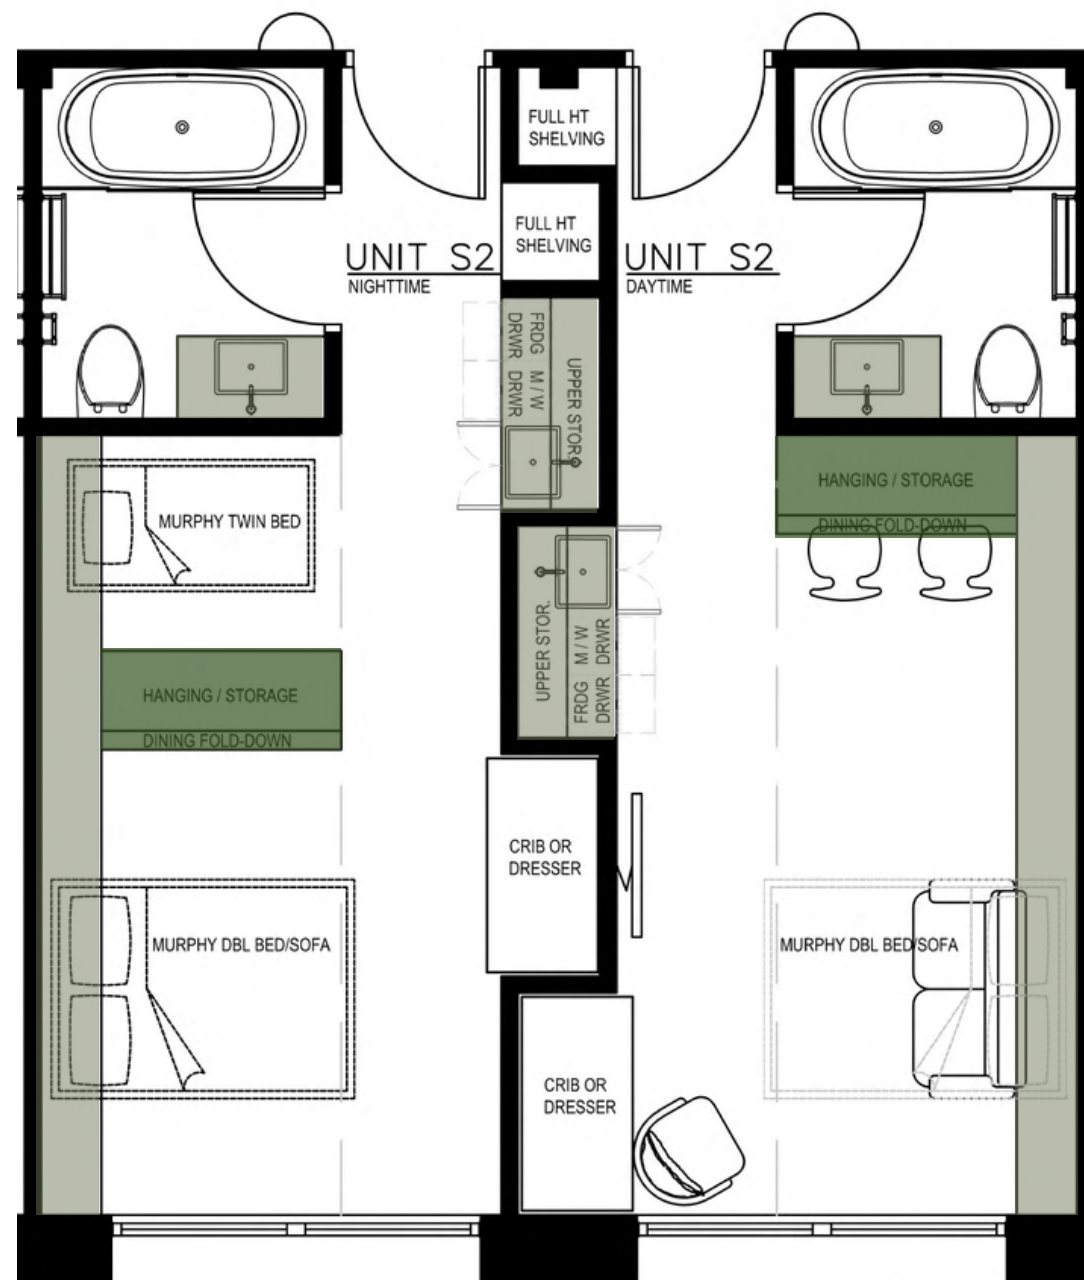 FULL HT
SHELVING
FULL HT
SHELVING
UNIT S2
NIGHTTIME
UNIT S2
DAYTIME
FRDG M/W
DRWR DRWR
UPPER STOR.
MURPHY TWIN BED
HANGING / STORAGE
DINING FOLD-DOWN
HANGING / STORAGE
DINING FOLD-DOWN
UPPER STOR.
FRDG M/W
DRWR DRWR
CRIB OR
DRESSER
MURPHY DBL BED/SOFA
MURPHY DBL BED/SOFA
CRIB OR
DRESSER